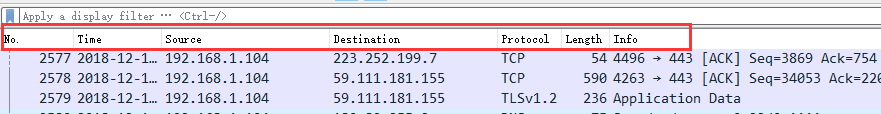 Apply a display filter … <Ctrl-/>
No. Time Source Destination Protocol Length Info
2577 2018-12-1… 192.168.1.104 223.252.199.7 TCP 54 4496 → 443 [ACK] Seq=3869 Ack=754
2578 2018-12-1… 192.168.1.104 59.111.181.155 TCP 590 4263 → 443 [ACK] Seq=34053 Ack=220
2579 2018-12-1… 192.168.1.104 59.111.181.155 TLSv1.2 236 Application Data